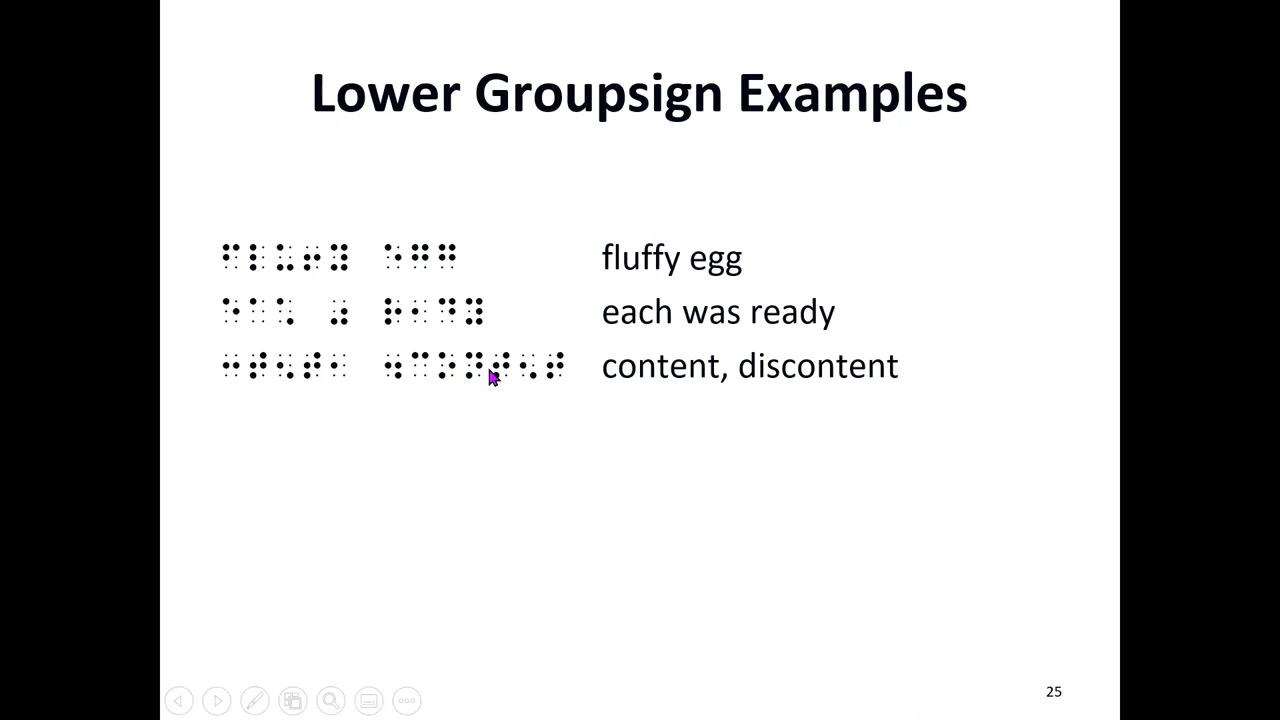 Lower Groupsign Examples
⠋⠇⠥⠖⠽ ⠑⠛⠛ fluffy egg
⠑⠁⠡ ⠴ ⠗⠂⠙⠽ each was ready
⠒⠞⠢⠞⠂ ⠲⠉⠕⠝⠞⠢⠞ content, discontent
25